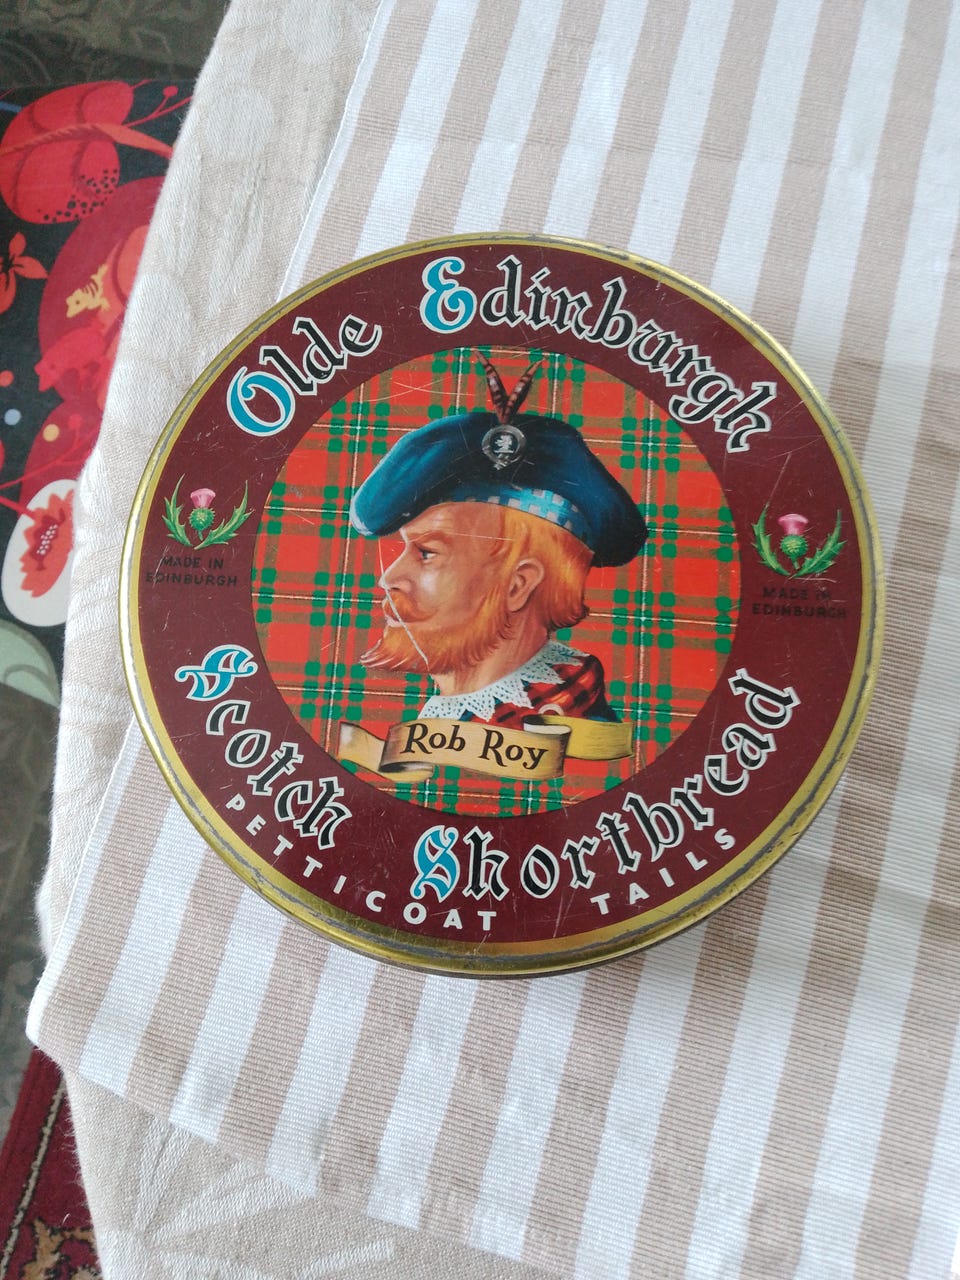 Olde Edinburgh
MADE IN
EDINBURGH
MADE IN
EDINBURGH
Rob Roy
Scotch Shortbread
PETTICOAT TAILS